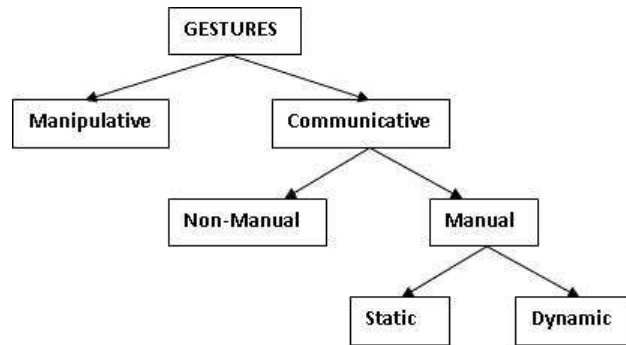 GESTURES
Manipulative
Communicative
Non-Manual
Manual
Static
Dynamic